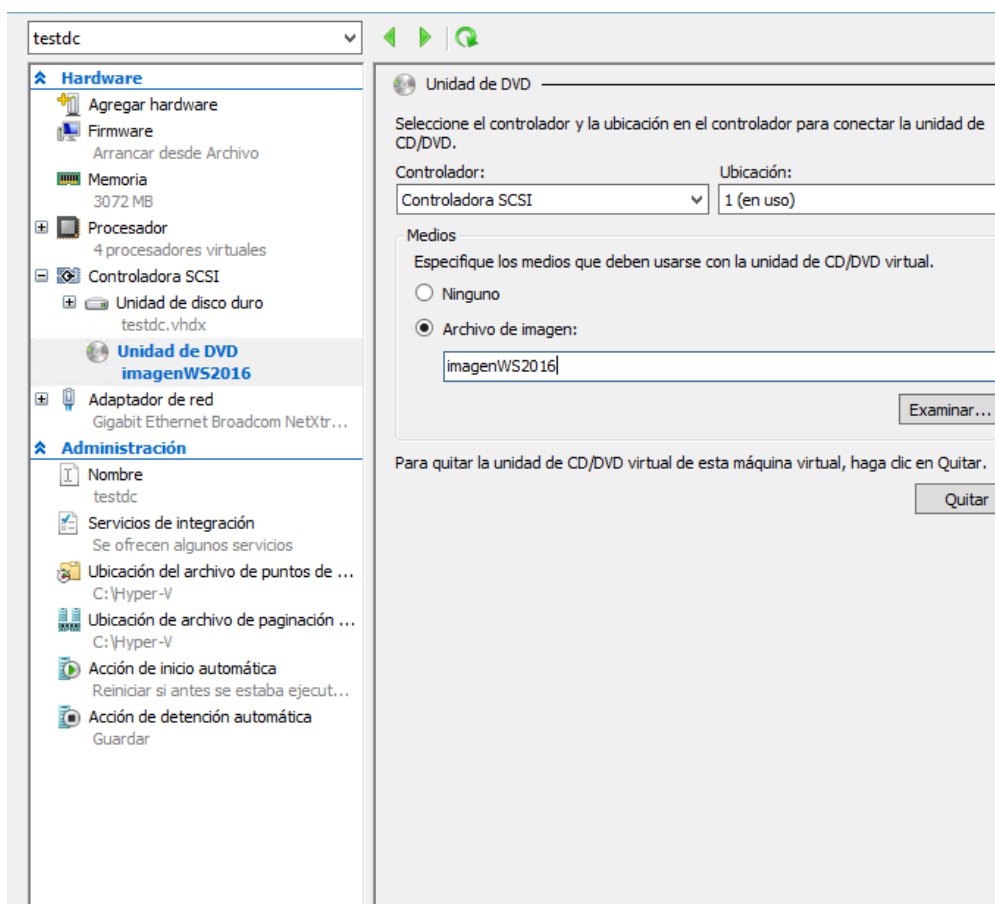 testdc
Hardware
Agregar hardware
Firmware
Arrancar desde Archivo
Memoria
3072 MB
Procesador
4 procesadores virtuales
Controladora SCSI
Unidad de disco duro
testdc.vhdx
Unidad de DVD
imagenWS2016
Adaptador de red
Gigabit Ethernet Broadcom NetXtr...
Administración
Nombre
testdc
Servicios de integración
Se ofrecen algunos servicios
Ubicación del archivo de puntos de ...
C:\Hyper-V
Ubicación de archivo de paginación ...
C:\Hyper-V
Acción de inicio automática
Reiniciar si antes se estaba ejecut...
Acción de detención automática
Guardar
Unidad de DVD
Seleccione el controlador y la ubicación en el controlador para conectar la unidad de
CD/DVD.
Controlador:
Ubicación:
Controladora SCSI
1 (en uso)
Medios
Especifique los medios que deben usarse con la unidad de CD/DVD virtual.
Ninguno
Archivo de imagen:
imagenWS2016
Examinar...
Para quitar la unidad de CD/DVD virtual de esta máquina virtual, haga clic en Quitar.
Quitar